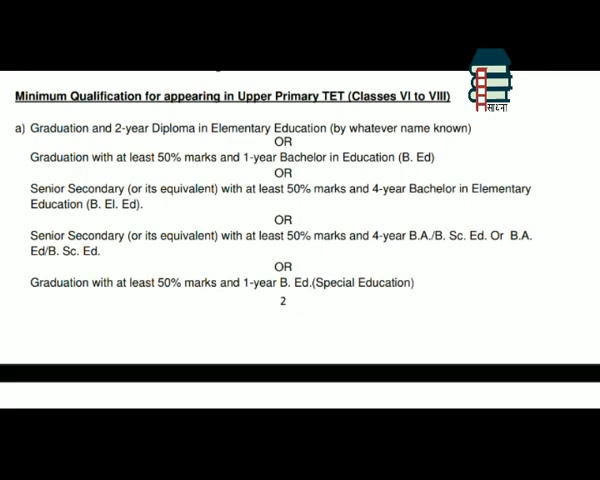 साधना
Minimum Qualification for appearing in Upper Primary TET (Classes VI to VIII)
a) Graduation and 2-year Diploma in Elementary Education (by whatever name known)
OR
Graduation with at least 50% marks and 1-year Bachelor in Education (B. Ed)
OR
Senior Secondary (or its equivalent) with at least 50% marks and 4-year Bachelor in Elementary
Education (B. El. Ed).
OR
Senior Secondary (or its equivalent) with at least 50% marks and 4-year B.A./B. Sc. Ed. Or B.A.
Ed/B. Sc. Ed.
OR
Graduation with at least 50% marks and 1-year B. Ed.(Special Education)
2